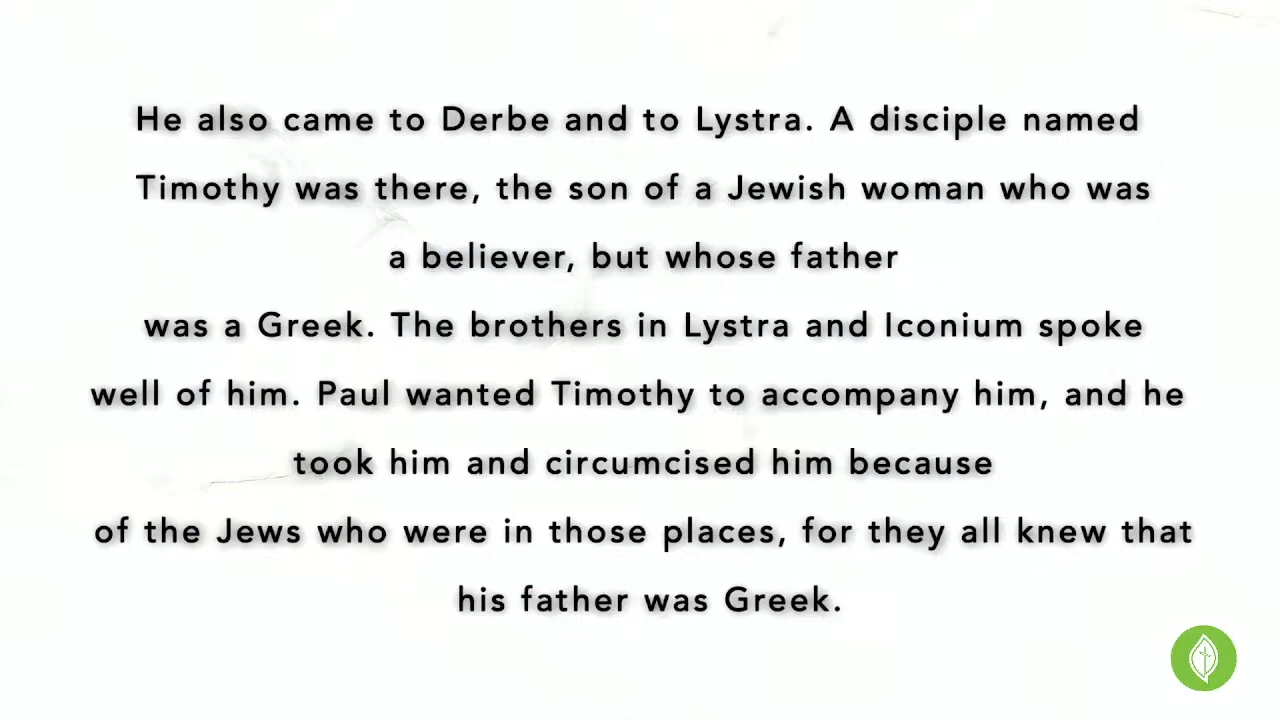 He also came to Derbe and to Lystra. A disciple named
Timothy was there, the son of a Jewish woman who was
a believer, but whose father
was a Greek. The brothers in Lystra and Iconium spoke
well of him. Paul wanted Timothy to accompany him, and he
took him and circumcised him because
of the Jews who were in those places, for they all knew that
his father was Greek.